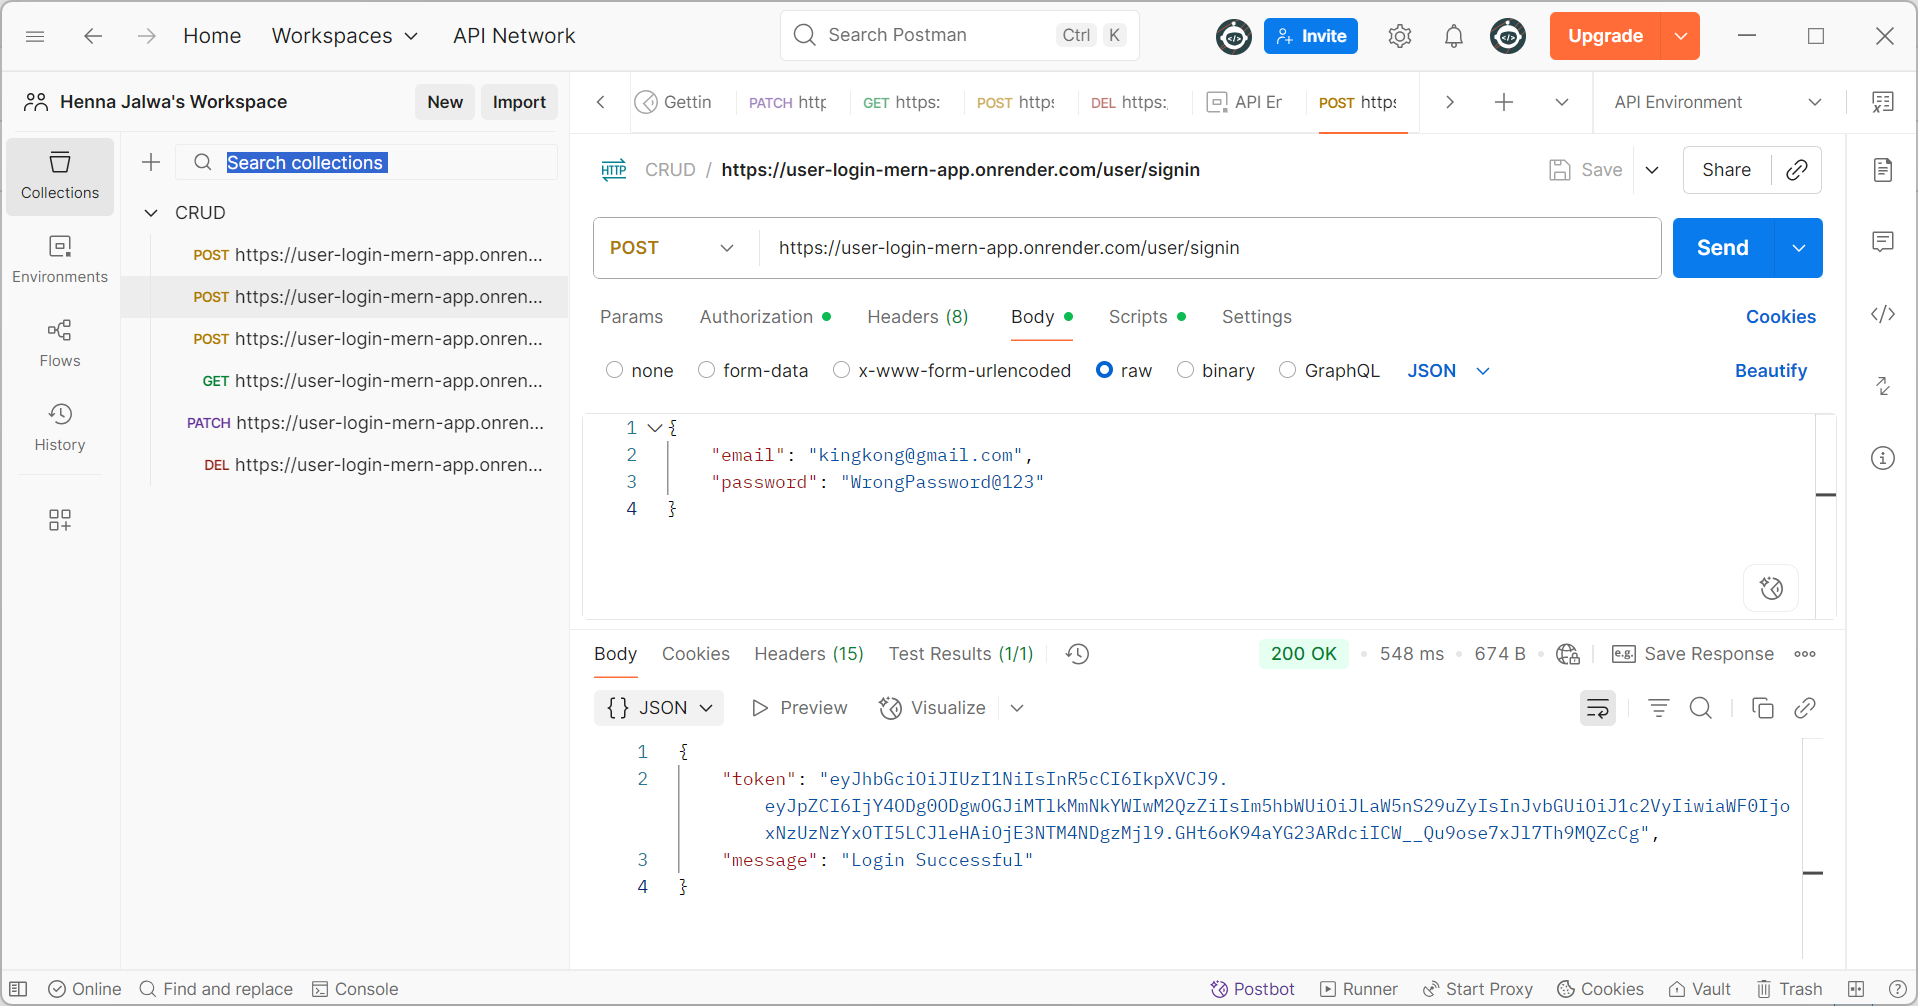 Home Workspaces API Network Search Postman Ctrl K Invite Upgrade
Henna Jalwa's Workspace New Import
Gettin PATCH http GET https: POST https DEL https: API Er POST https API Environment
Collections
Environments
Flows
History
Search collections
CRUD
POST https://user-login-mern-app.onren...
POST https://user-login-mern-app.onren...
POST https://user-login-mern-app.onren...
GET https://user-login-mern-app.onren...
PATCH https://user-login-mern-app.onren...
DEL https://user-login-mern-app.onren...
HTTP CRUD / https://user-login-mern-app.onrender.com/user/signin Save Share
POST https://user-login-mern-app.onrender.com/user/signin Send
Params Authorization Headers (8) Body Scripts Settings Cookies
none form-data x-www-form-urlencoded raw binary GraphQL JSON Beautify
1 {
2 "email": "kingkong@gmail.com",
3 "password": "WrongPassword@123"
4 }
Body Cookies Headers (15) Test Results (1/1) 200 OK • 548 ms • 674 B • e.g. Save Response
{} JSON Preview Visualize
1 {
2 "token": "eyJhbGciOiJIUzI1NiIsInR5cCI6IkpXVCJ9.
eyJpZCI6IjY4ODg0ODgwOGJiMTlkMmNkYWIwM2QzZiIsIm5hbWUiOiJLaW5nS29uZyIsInJvbGUiOiJ1c2VyIiwiaWF0Ijo
xNzUzNzYxOTI5LCJleHAiOjE3NTM4NDgzMjl9.GHt6oK94aYG23ARdciICW__Qu9ose7xJl7Th9MQZcCg",
3 "message": "Login Successful"
4 }
Online Find and replace Console Postbot Runner Start Proxy Cookies Vault Trash